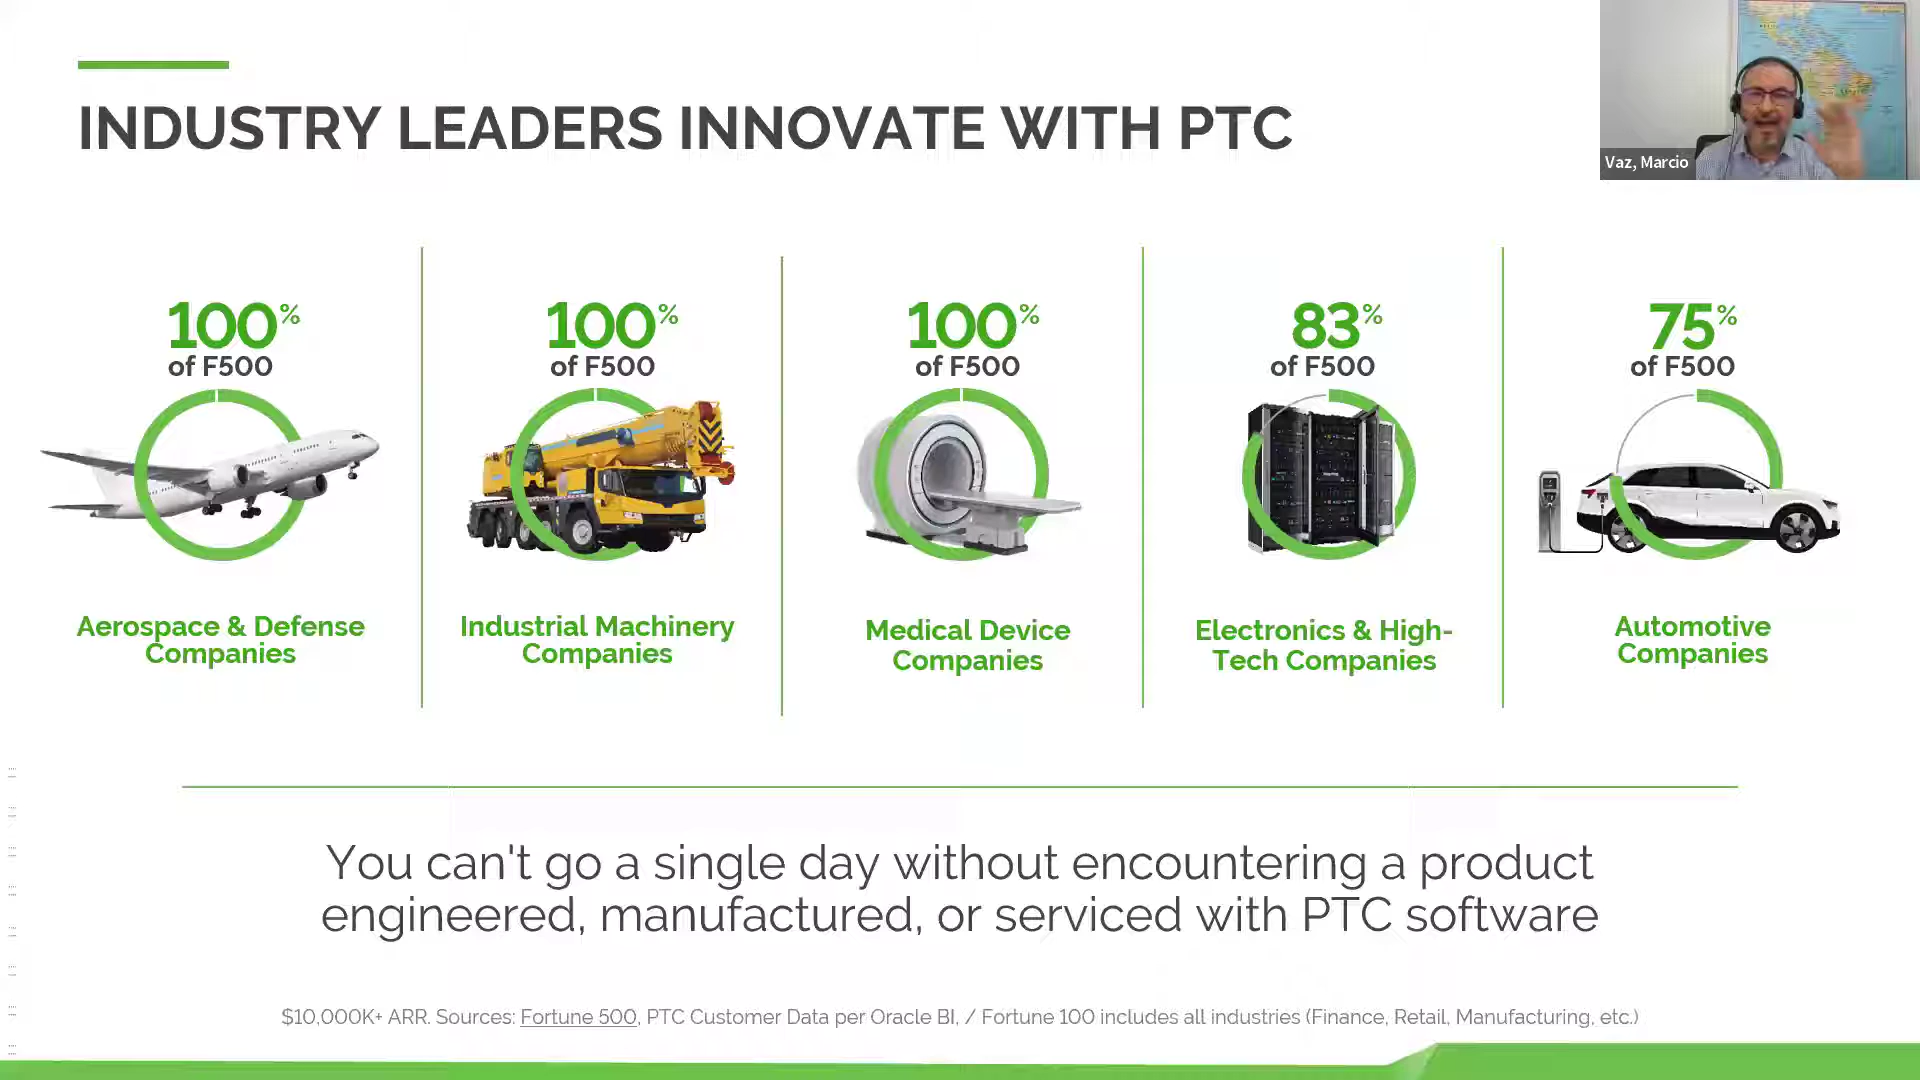 INDUSTRY LEADERS INNOVATE WITH PTC
Vaz, Marcio
100%
of F500
Aerospace & Defense
Companies
100%
of F500
Industrial Machinery
Companies
100%
of F500
Medical Device
Companies
83%
of F500
Electronics & High-
Tech Companies
75%
of F500
Automotive
Companies
You can't go a single day without encountering a product
engineered, manufactured, or serviced with PTC software
$10,000K+ ARR. Sources: Fortune 500, PTC Customer Data per Oracle BI, / Fortune 100 includes all industries (Finance, Retail, Manufacturing, etc.)